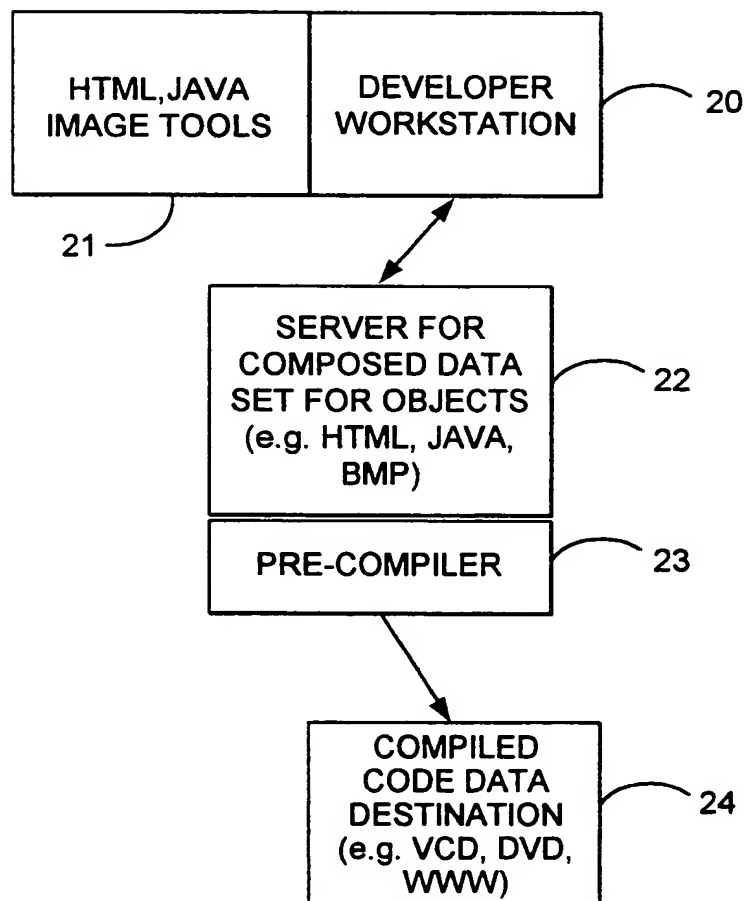 HTML,JAVA
IMAGE TOOLS
DEVELOPER
WORKSTATION
20
21
SERVER FOR
COMPOSED DATA
SET FOR OBJECTS
(e.g. HTML, JAVA,
BMP)
22
PRE-COMPILER
23
COMPILED
CODE DATA
DESTINATION
(e.g. VCD, DVD,
WWW)
24